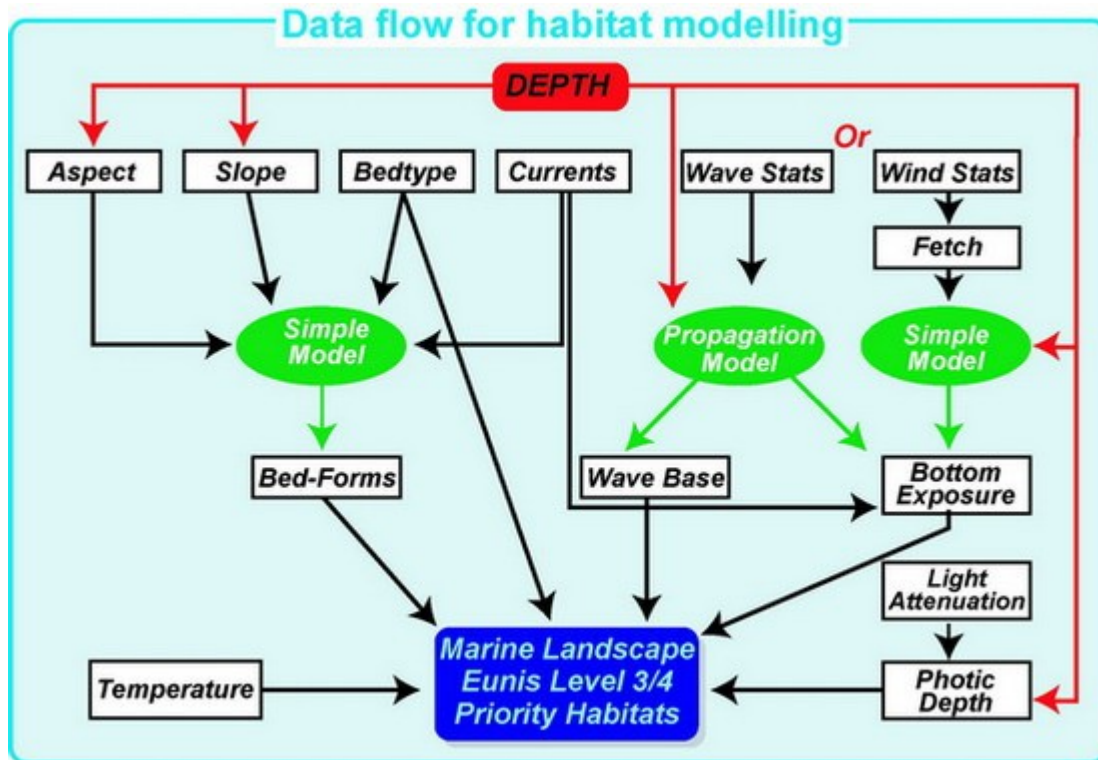 Data flow for habitat modelling
DEPTH
Or
Aspect
Slope
Bedtype
Currents
Wave Stats
Wind Stats
Fetch
Simple
Model
Propagation
Model
Simple
Model
Bed-Forms
Wave Base
Bottom
Exposure
Light
Attenuation
Marine Landscape
Eunis Level 3/4
Priority Habitats
Temperature
Photic
Depth